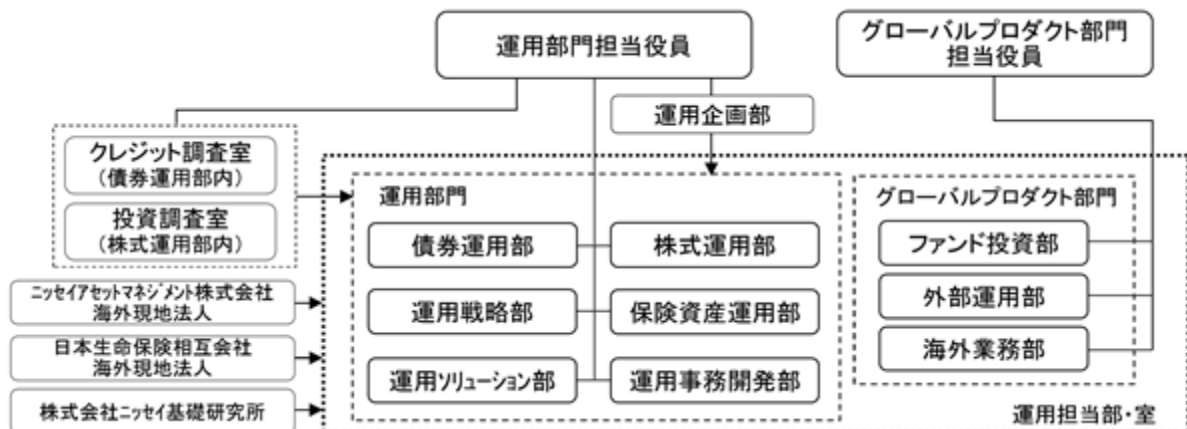 運用部門担当役員
グローバルプロダクト部門
担当役員
運用企画部
クレジット調査室
(債券運用部内)
投資調査室
(株式運用部内)
ニッセイアセットマネジメント株式会社
海外現地法人
日本生命保険相互会社
海外現地法人
株式会社ニッセイ基礎研究所
運用部門
債券運用部
株式運用部
運用戦略部
保険資産運用部
運用ソリューション部
運用事務開発部
グローバルプロダクト部門
ファンド投資部
外部運用部
海外業務部
運用担当部・室